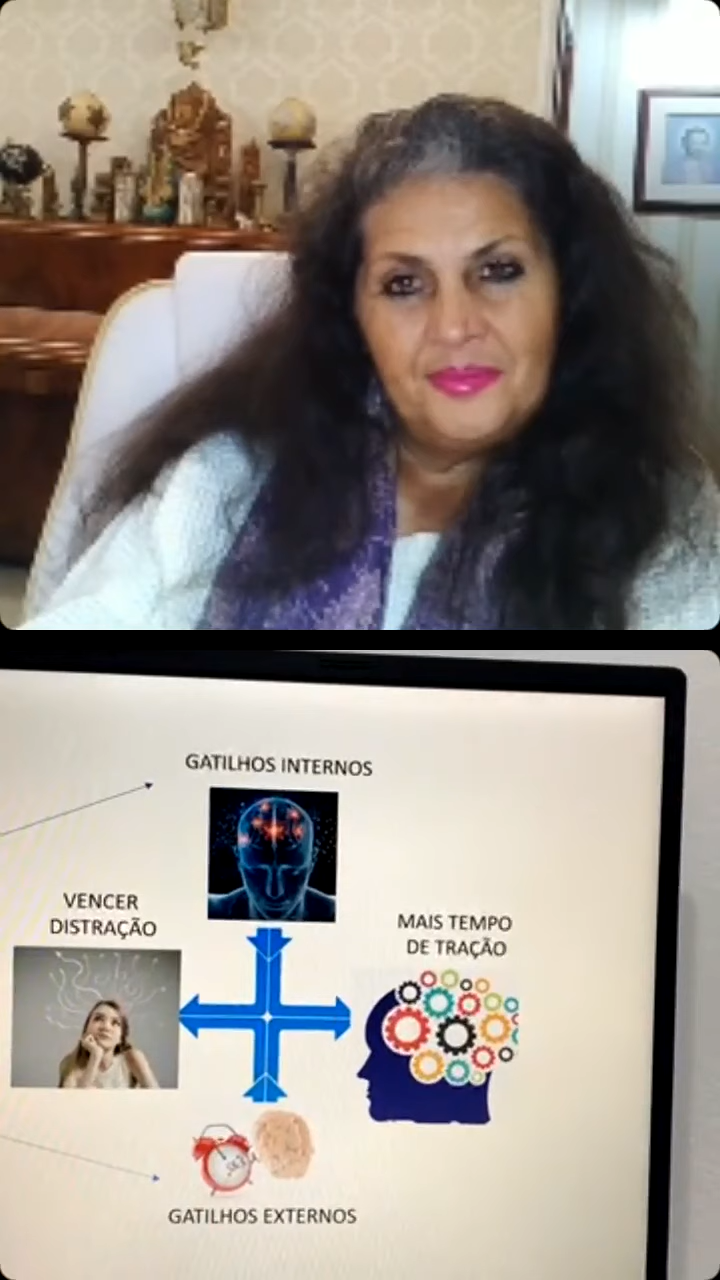 GATILHOS INTERNOS
VENCER
DISTRAÇÃO
MAIS TEMPO
DE TRAÇÃO
GATILHOS EXTERNOS